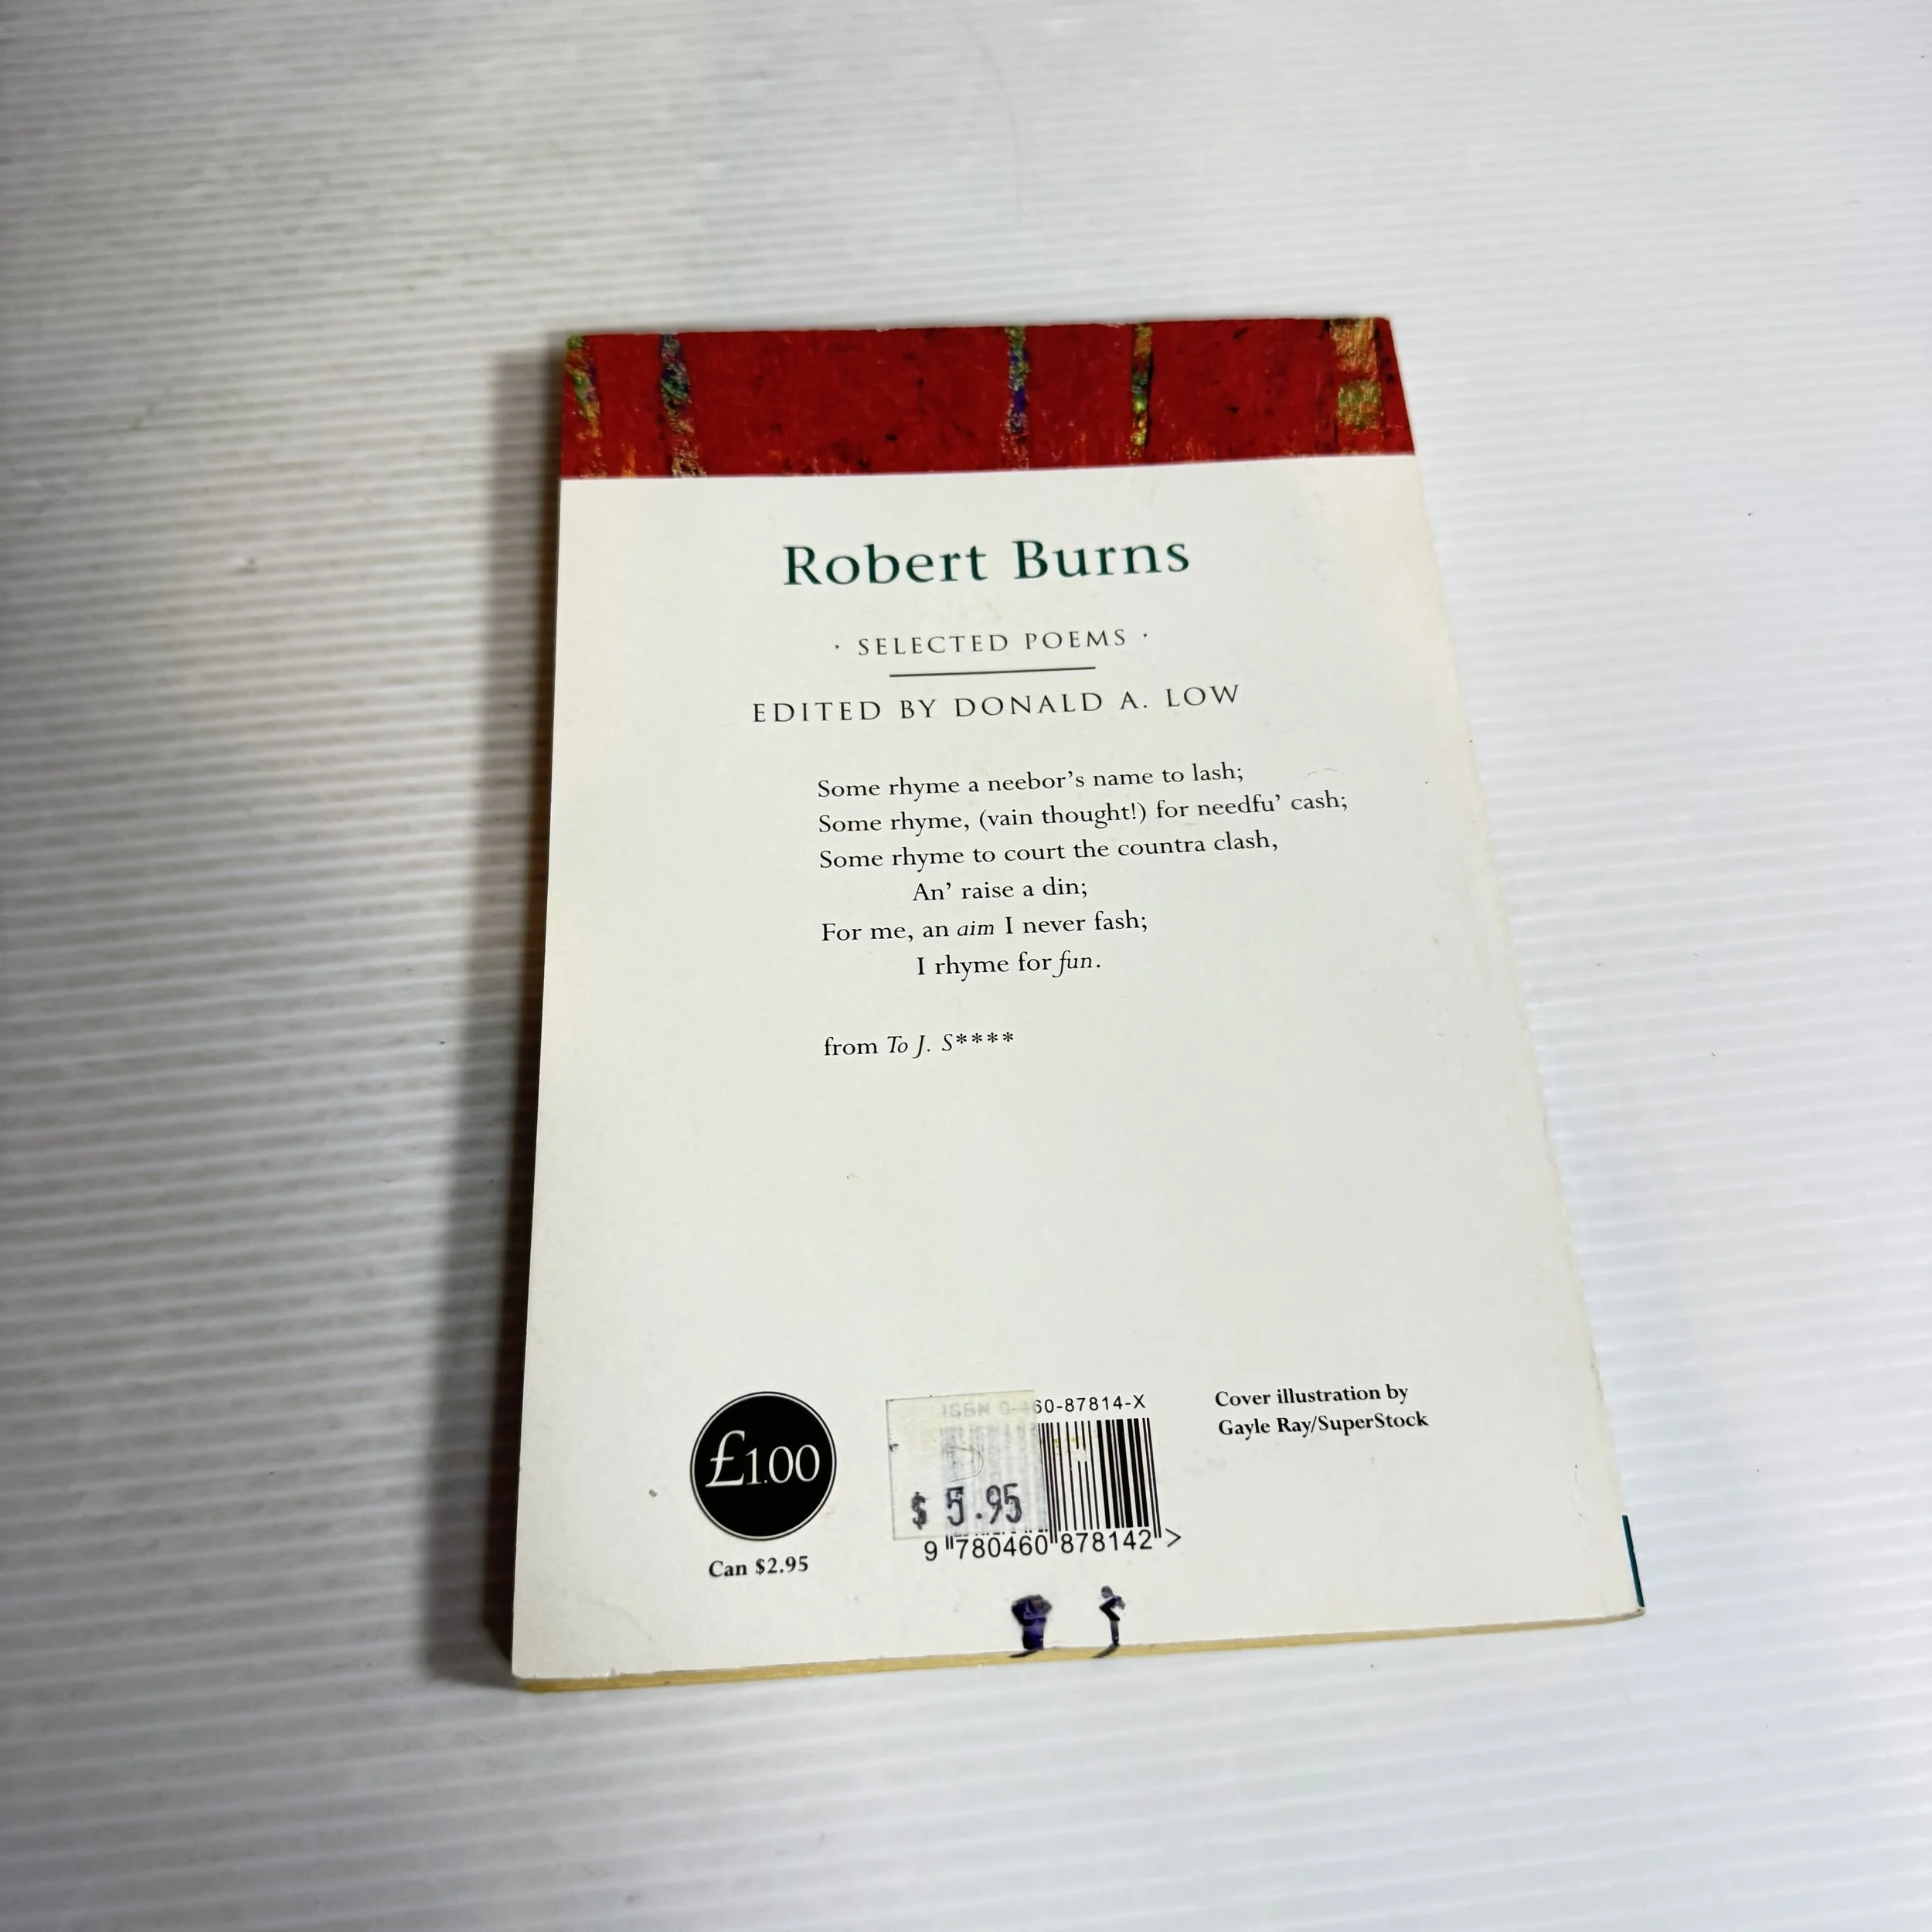 Robert Burns
· SELECTED POEMS ·
EDITED BY DONALD A. LOW
Some rhyme a neebor’s name to lash;
Some rhyme, (vain thought!) for needfu’ cash;
Some rhyme to court the countra clash,
An’ raise a din;
For me, an aim I never fash;
I rhyme for fun.
from To J. S****
£1.00
Can $2.95
ISBN 0-460-87814-X
$ 5.95
9 780460 878142 >
Cover illustration by
Gayle Ray/SuperStock